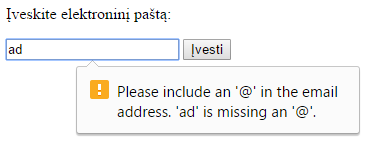 Įveskite elektroninį paštą:
ad Įvesti
Please include an '@' in the email
address. 'ad' is missing an '@'.